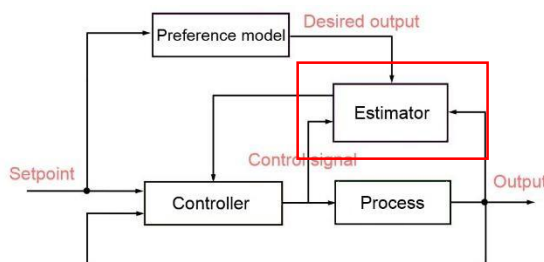 Desired output
Preference model
Estimator
Control signal
Setpoint
Controller
Process
Output